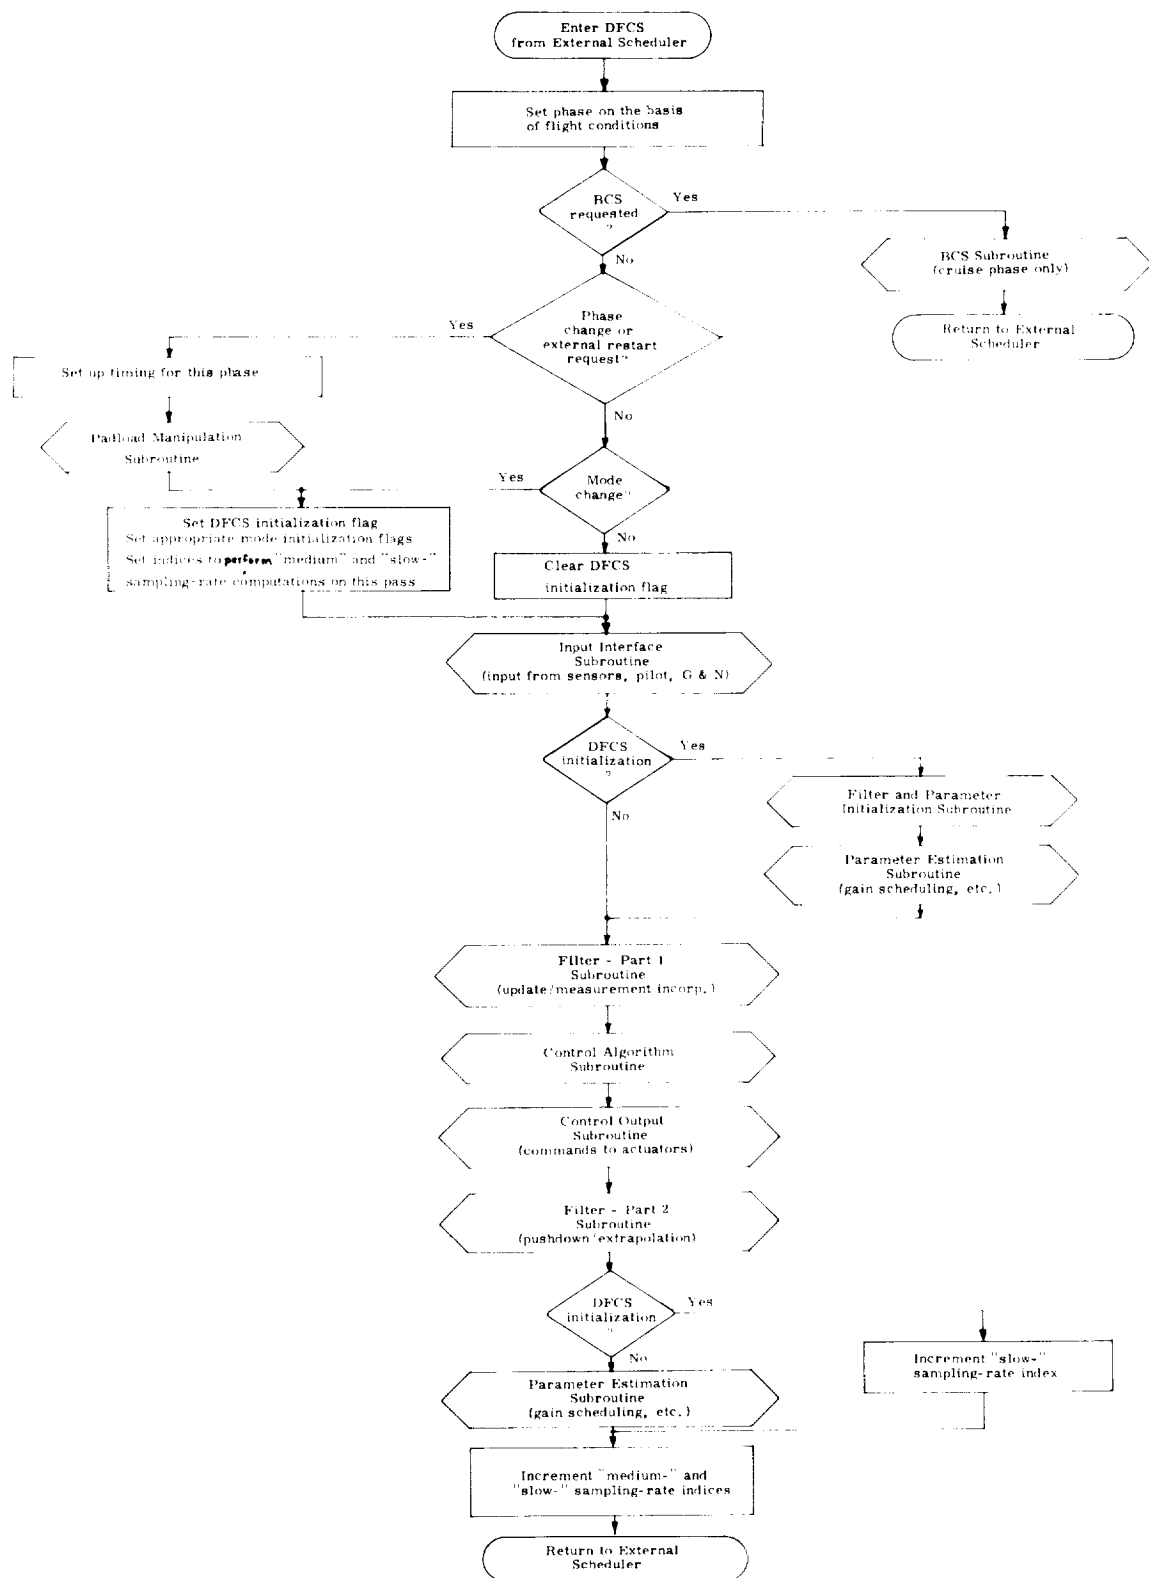 Enter DFCS
from External Scheduler
Set phase on the basis
of flight conditions
BCS
requested
?
Yes
No
BCS Subroutine
(cruise phase only)
Return to External
Scheduler
Phase
change or
external restart
request?
Yes
No
Set up timing for this phase
Padload Manipulation
Subroutine
Mode
change?
Yes
No
Set DFCS initialization flag
Set appropriate mode initialization flags
Set indices to perform "medium" and "slow-"
sampling-rate computations on this pass
Clear DFCS
initialization flag
Input Interface
Subroutine
(input from sensors, pilot, G & N)
DFCS
initialization
?
Yes
No
Filter and Parameter
Initialization Subroutine
Parameter Estimation
Subroutine
(gain scheduling, etc.)
Filter - Part 1
Subroutine
(update/measurement incorp.)
Control Algorithm
Subroutine
Control Output
Subroutine
(commands to actuators)
Filter - Part 2
Subroutine
(pushdown/extrapolation)
DFCS
initialization
?
Yes
No
Increment "slow-"
sampling-rate index
Parameter Estimation
Subroutine
(gain scheduling, etc.)
Increment "medium-" and
"slow-" sampling-rate indices
Return to External
Scheduler